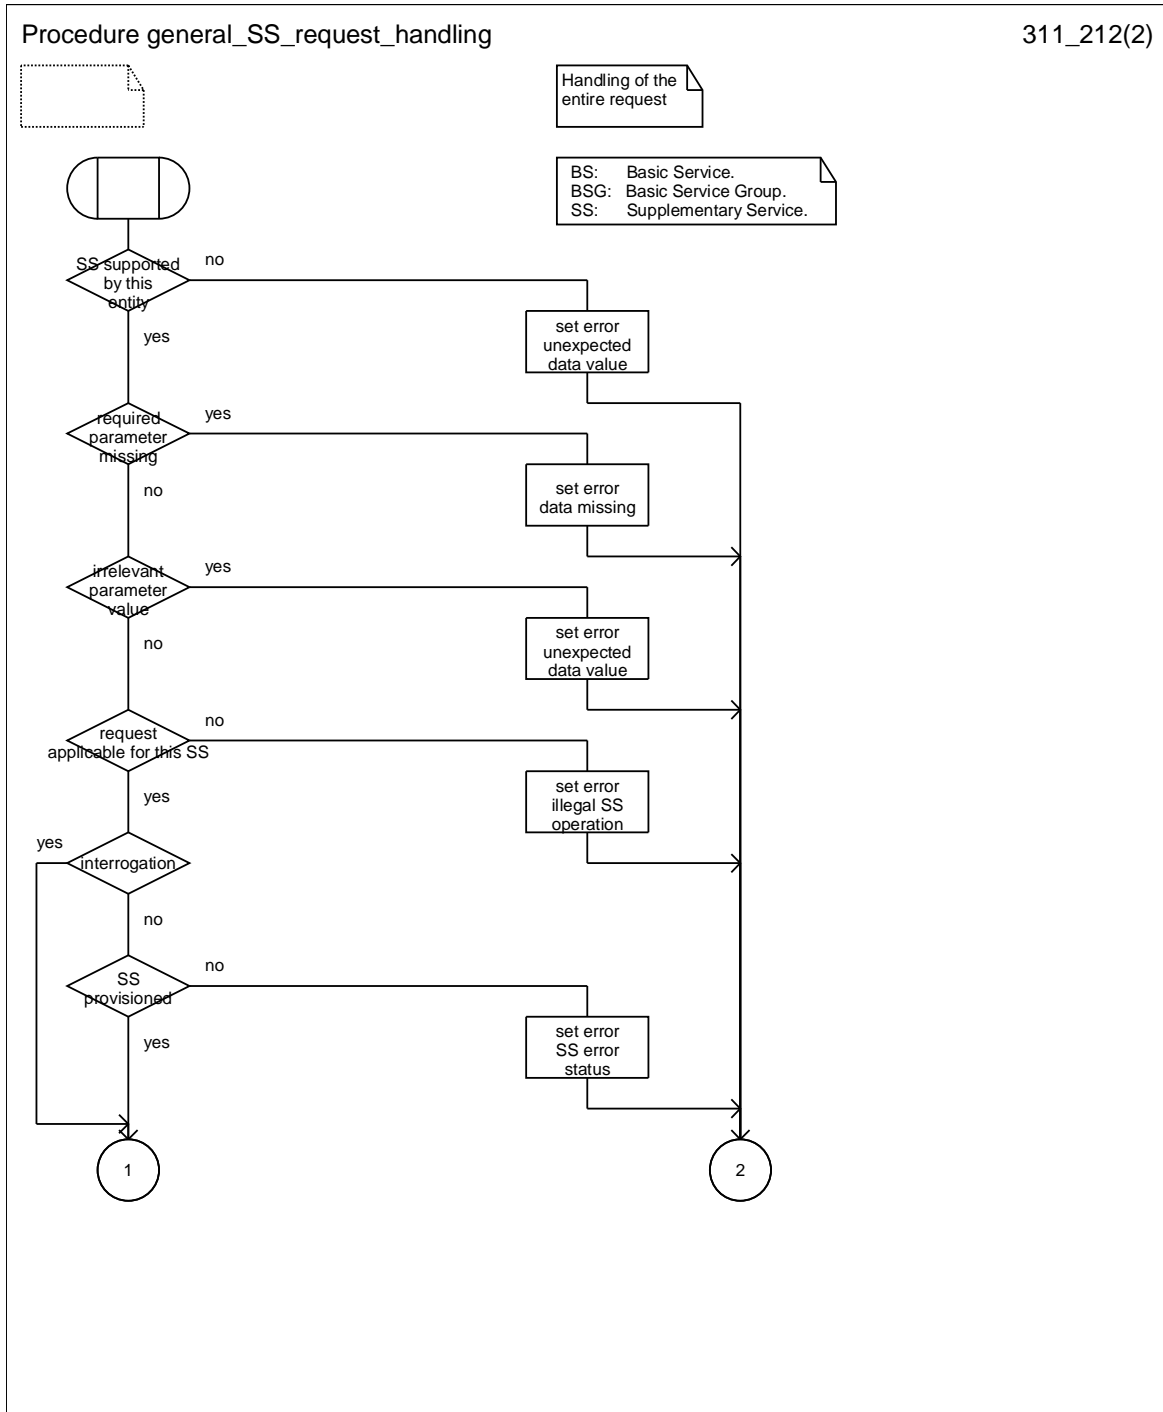 Procedure general_SS_request_handling
311_212(2)
Handling of the
entire request
BS: Basic Service.
BSG: Basic Service Group.
SS: Supplementary Service.
SS supported
by this
entity
no
yes
set error
unexpected
data value
required
parameter
missing
yes
no
set error
data missing
irrelevant
parameter
value
yes
no
set error
unexpected
data value
request
applicable for this SS
no
yes
set error
illegal SS
operation
yes
interrogation
no
SS
provisioned
no
yes
set error
SS error
status
1
2